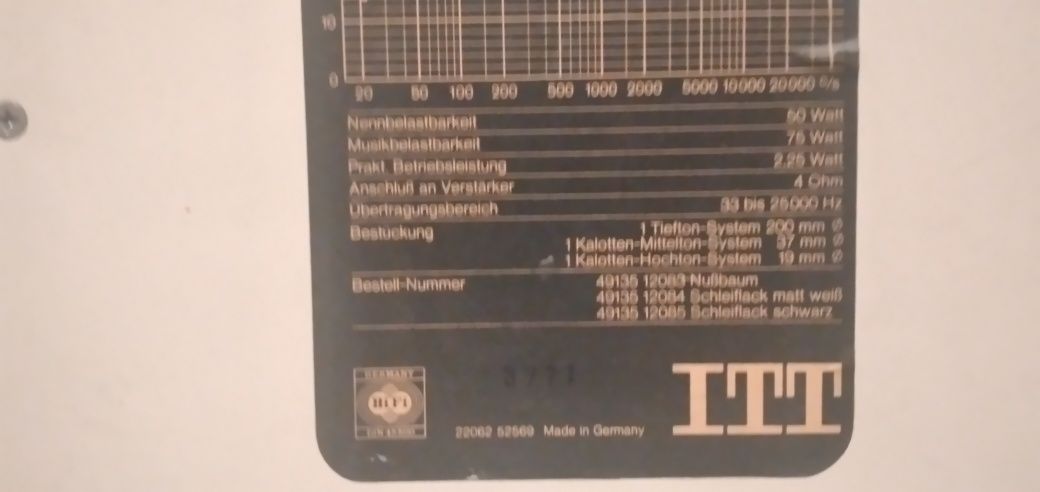 10
0
20 50 100 200 500 1000 2000 5000 10000 20000 c/s
Nennbelastbarkeit 50 Watt
Musikbelastbarkeit 75 Watt
Prakt. Betriebsleistung 2.25 Watt
Anschluß an Verstärker 4 Ohm
Übertragungsbereich 33 bis 25000 Hz
Bestückung 1 Tiefton-System 200 mm Ø
1 Kalotten-Mittelton-System 37 mm Ø
1 Kalotten-Hochton-System 19 mm Ø
Bestell-Nummer 49135 12083 Nußbaum
49135 12084 Schleiflack matt weiß
49135 12085 Schleiflack schwarz
GERMANY
HiFi
DIN 45500
22062 52569 Made in Germany
ITT